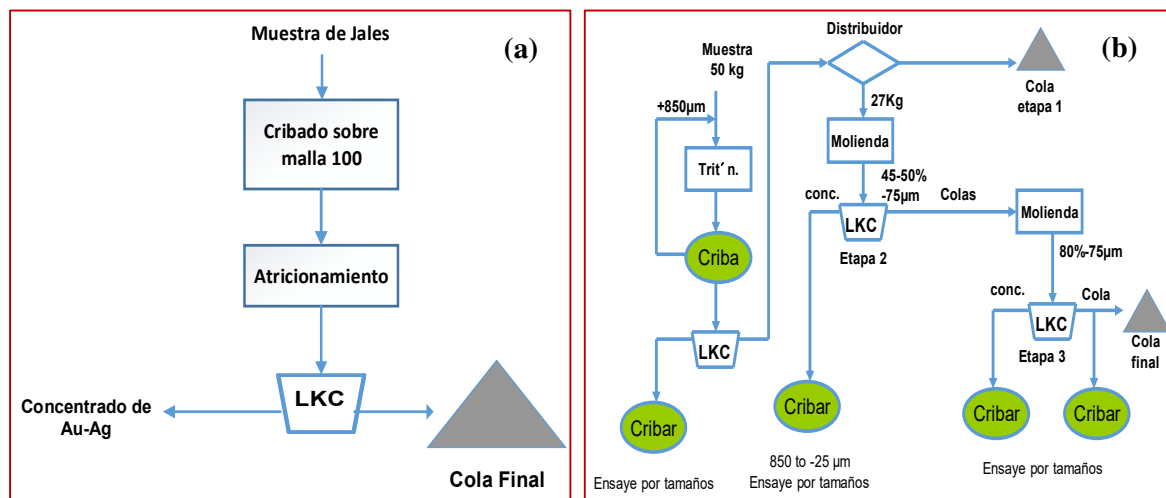 (a)
Muestra de Jales
Cribado sobre
malla 100
Atricionamiento
LKC
Concentrado de
Au-Ag
Cola Final
(b)
Muestra
50 kg
+850µm
Trit´ n.
Criba
LKC
Cribar
Ensaye por tamaños
Distribuidor
Cola
etapa 1
27Kg
Molienda
45-50%
-75µm
conc.
LKC
Etapa 2
Colas
Cribar
850 to -25 µm
Ensaye por tamaños
Molienda
80%-75µm
conc.
LKC
Etapa 3
Cola
Cola
final
Cribar
Cribar
Ensaye por tamaños